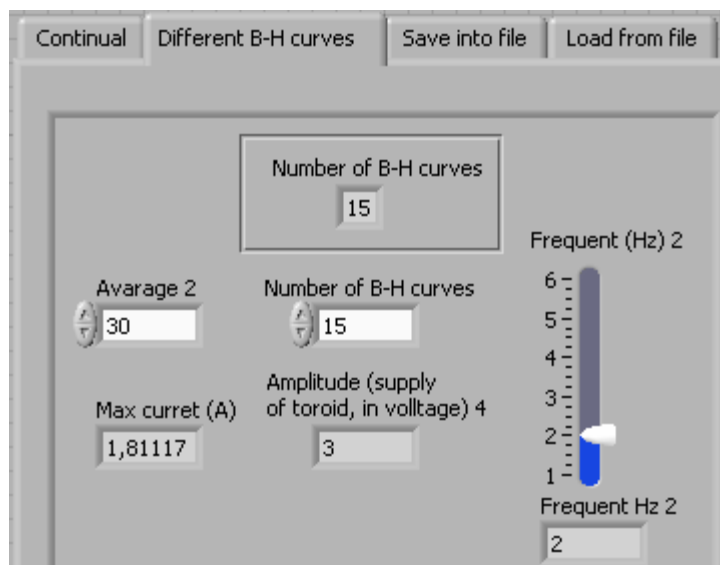 Continual
Different B-H curves
Save into file
Load from file
Number of B-H curves
15
Frequent (Hz) 2
Avarage 2
30
Number of B-H curves
15
Max curret (A)
1,81117
Amplitude (supply
of toroid, in volltage) 4
3
6
5
4
3
2
1
Frequent Hz 2
2